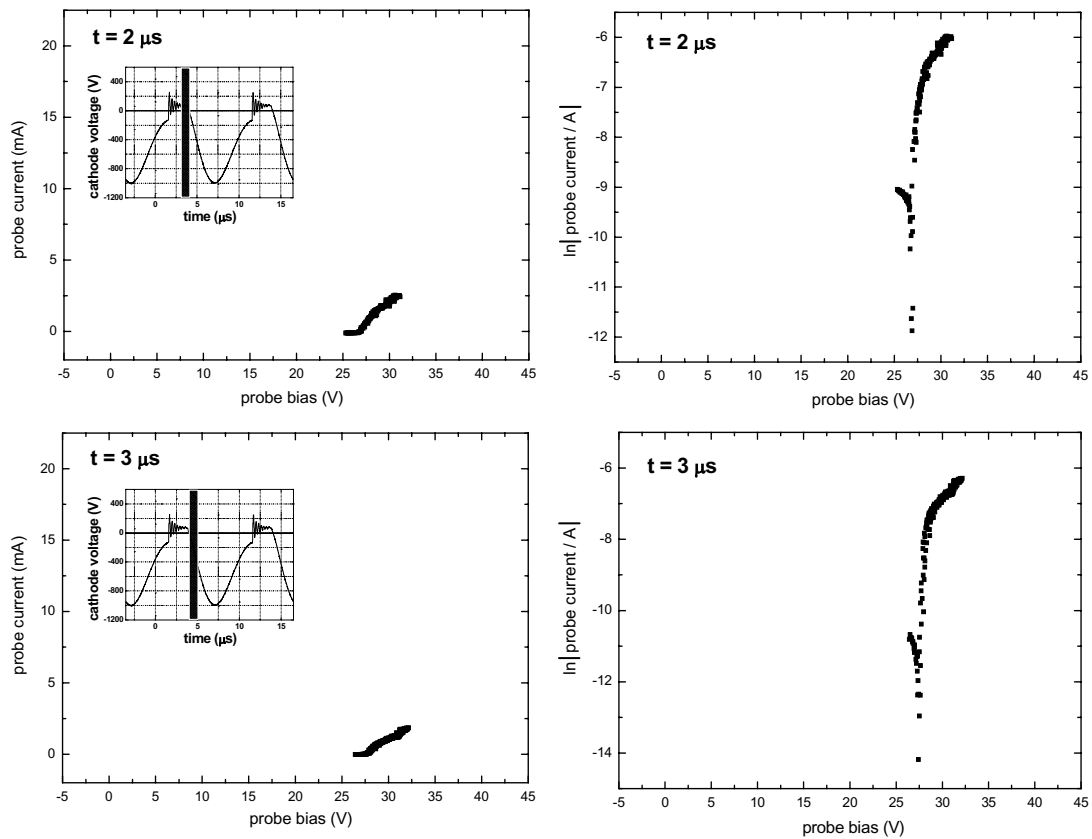 t = 2 μs
probe current (mA)
20
15
10
5
0
-5 0 5 10 15 20 25 30 35 40 45
probe bias (V)
cathode voltage (V)
400
0
-400
-800
-1200
0 5 10 15
time (μs)
t = 2 μs
ln|probe current / A|
-6
-7
-8
-9
-10
-11
-12
-5 0 5 10 15 20 25 30 35 40 45
probe bias (V)
t = 3 μs
probe current (mA)
20
15
10
5
0
-5 0 5 10 15 20 25 30 35 40 45
probe bias (V)
cathode voltage (V)
400
0
-400
-800
-1200
0 5 10 15
time (μs)
t = 3 μs
ln|probe current / A|
-6
-8
-10
-12
-14
-5 0 5 10 15 20 25 30 35 40 45
probe bias (V)